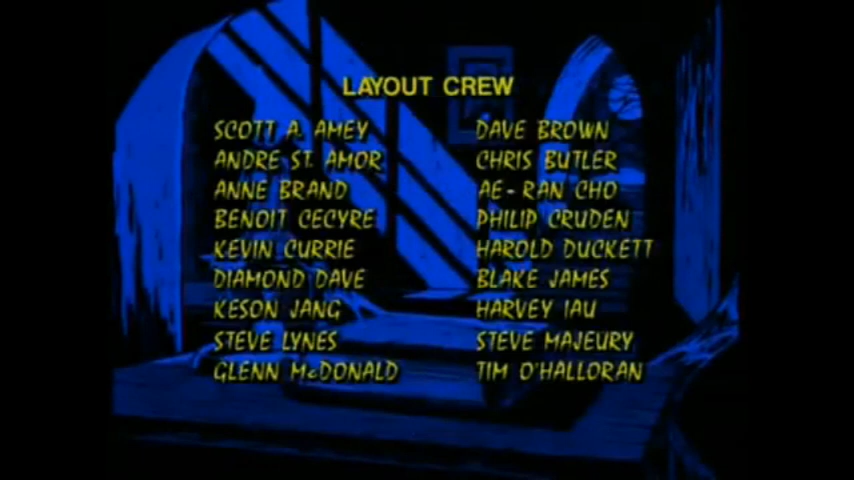 LAYOUT CREW
SCOTT A. AMEY
ANDRE ST. AMOR
ANNE BRAND
BENOIT CECYRE
KEVIN CURRIE
DIAMOND DAVE
KESON JANG
STEVE LYNES
GLENN McDONALD
DAVE BROWN
CHRIS BUTLER
AE-RAN CHO
PHILIP CRUDEN
HAROLD DUCKETT
BLAKE JAMES
HARVEY IAU
STEVE MAJEURY
TIM O'HALLORAN